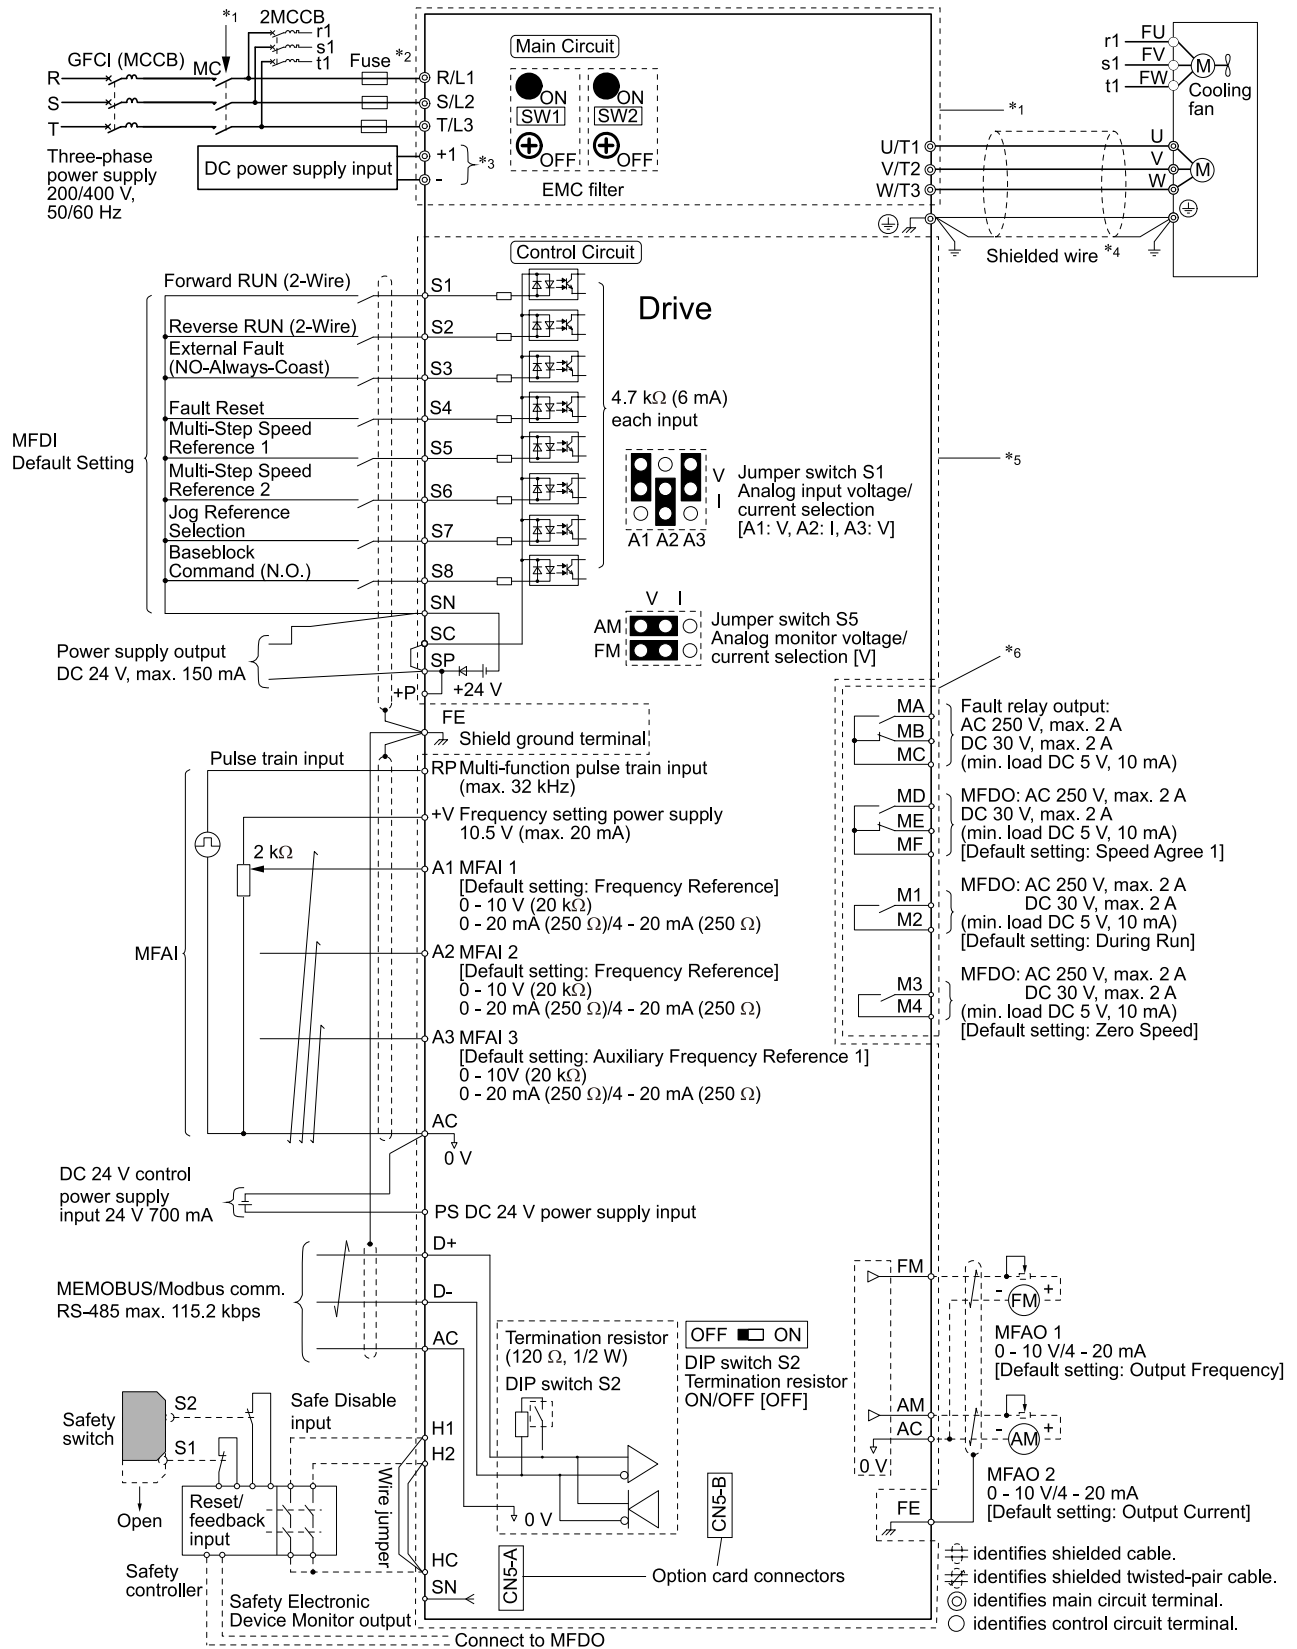 *1
2MCCB
r1
s1
t1
GFCI (MCCB)
MC
Fuse *2
R
S
T
R/L1
S/L2
T/L3
+1
-
*3
Three-phase
power supply
200/400 V,
50/60 Hz
DC power supply input
Main Circuit
ON
SW1
OFF
ON
SW2
OFF
EMC filter
*1
r1
s1
t1
FU
FV
FW
M
Cooling
fan
U/T1
V/T2
W/T3
U
V
W
M
Shielded wire *4
Control Circuit
Drive
MFDI
Default Setting
Forward RUN (2-Wire)
S1
Reverse RUN (2-Wire)
S2
External Fault
(NO-Always-Coast)
S3
Fault Reset
S4
Multi-Step Speed
Reference 1
S5
Multi-Step Speed
Reference 2
S6
Jog Reference
Selection
S7
Baseblock
Command (N.O.)
S8
SN
SC
SP
+P
+24 V
Power supply output
DC 24 V, max. 150 mA
4.7 kΩ (6 mA)
each input
V
I
A1 A2 A3
Jumper switch S1
Analog input voltage/
current selection
[A1: V, A2: I, A3: V]
V I
AM
FM
Jumper switch S5
Analog monitor voltage/
current selection [V]
*5
*6
FE
Shield ground terminal
MA
MB
MC
Fault relay output:
AC 250 V, max. 2 A
DC 30 V, max. 2 A
(min. load DC 5 V, 10 mA)
MD
ME
MF
MFDO: AC 250 V, max. 2 A
DC 30 V, max. 2 A
(min. load DC 5 V, 10 mA)
[Default setting: Speed Agree 1]
M1
M2
MFDO: AC 250 V, max. 2 A
DC 30 V, max. 2 A
(min. load DC 5 V, 10 mA)
[Default setting: During Run]
M3
M4
MFDO: AC 250 V, max. 2 A
DC 30 V, max. 2 A
(min. load DC 5 V, 10 mA)
[Default setting: Zero Speed]
MFAI
Pulse train input
RP Multi-function pulse train input
(max. 32 kHz)
+V Frequency setting power supply
10.5 V (max. 20 mA)
2 kΩ
A1 MFAI 1
[Default setting: Frequency Reference]
0 - 10 V (20 kΩ)
0 - 20 mA (250 Ω)/4 - 20 mA (250 Ω)
A2 MFAI 2
[Default setting: Frequency Reference]
0 - 10 V (20 kΩ)
0 - 20 mA (250 Ω)/4 - 20 mA (250 Ω)
A3 MFAI 3
[Default setting: Auxiliary Frequency Reference 1]
0 - 10V (20 kΩ)
0 - 20 mA (250 Ω)/4 - 20 mA (250 Ω)
AC
0 V
DC 24 V control
power supply
input 24 V 700 mA
PS DC 24 V power supply input
MEMOBUS/Modbus comm.
RS-485 max. 115.2 kbps
D+
D-
AC
Termination resistor
(120 Ω, 1/2 W)
DIP switch S2
0 V
OFF ON
DIP switch S2
Termination resistor
ON/OFF [OFF]
FM
- FM +
MFAO 1
0 - 10 V/4 - 20 mA
[Default setting: Output Frequency]
AM
AC
0 V
- AM +
MFAO 2
0 - 10 V/4 - 20 mA
[Default setting: Output Current]
FE
Safety
switch
S2
S1
Open
Safe Disable
input
H1
H2
Wire jumper
Reset/
feedback
input
Safety
controller
HC
SN
Safety Electronic
Device Monitor output
Connect to MFDO
CN5-A
CN5-B
Option card connectors
identifies shielded cable.
identifies shielded twisted-pair cable.
identifies main circuit terminal.
identifies control circuit terminal.